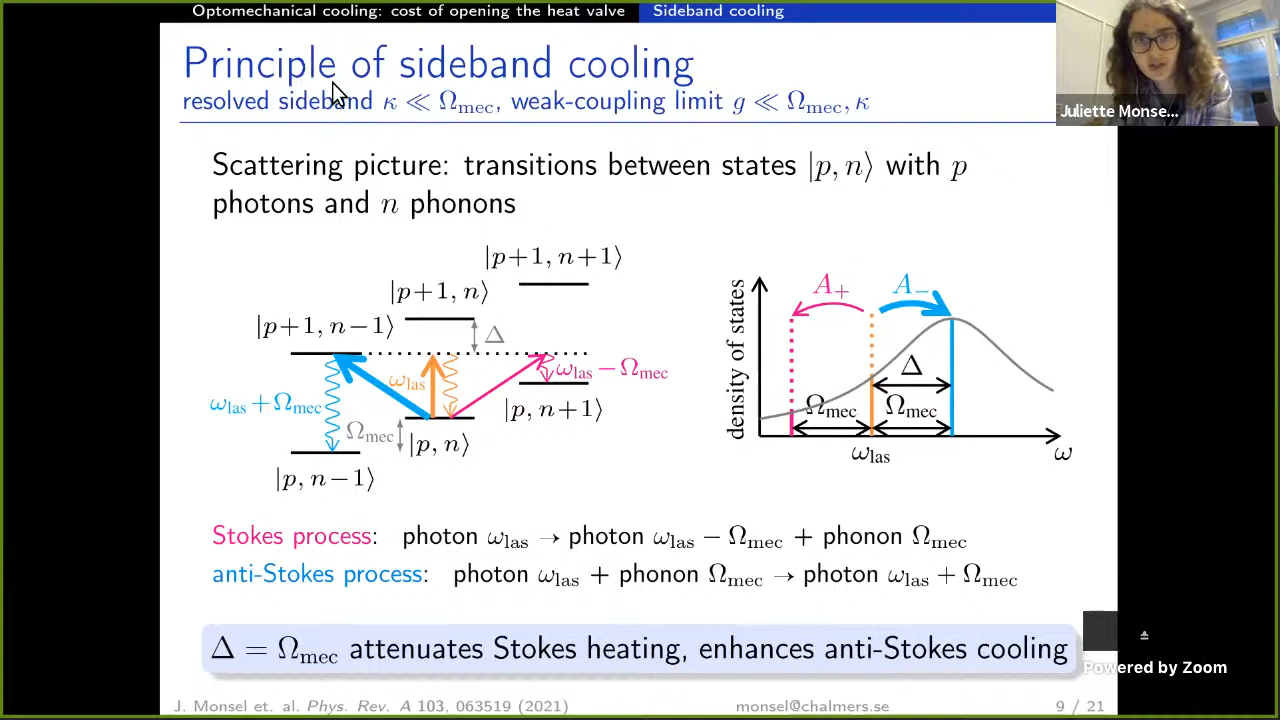 Optomechanical cooling: cost of opening the heat valve Sideband cooling
Principle of sideband cooling
resolved sideband κ ≪ Ω_mec, weak-coupling limit g ≪ Ω_mec, κ
Juliette Monse...
Scattering picture: transitions between states |p, n⟩ with p
photons and n phonons
|p+1, n+1⟩
|p+1, n⟩
|p+1, n−1⟩
Δ
ω_las
ω_las − Ω_mec
ω_las + Ω_mec
|p, n+1⟩
Ω_mec
|p, n⟩
|p, n−1⟩
density of states
A₊
A₋
Δ
Ω_mec
Ω_mec
ω_las
ω
Stokes process: photon ω_las → photon ω_las − Ω_mec + phonon Ω_mec
anti-Stokes process: photon ω_las + phonon Ω_mec → photon ω_las + Ω_mec
Δ = Ω_mec attenuates Stokes heating, enhances anti-Stokes cooling
Powered by Zoom
J. Monsel et. al. Phys. Rev. A 103, 063519 (2021) monsel@chalmers.se 9 / 21